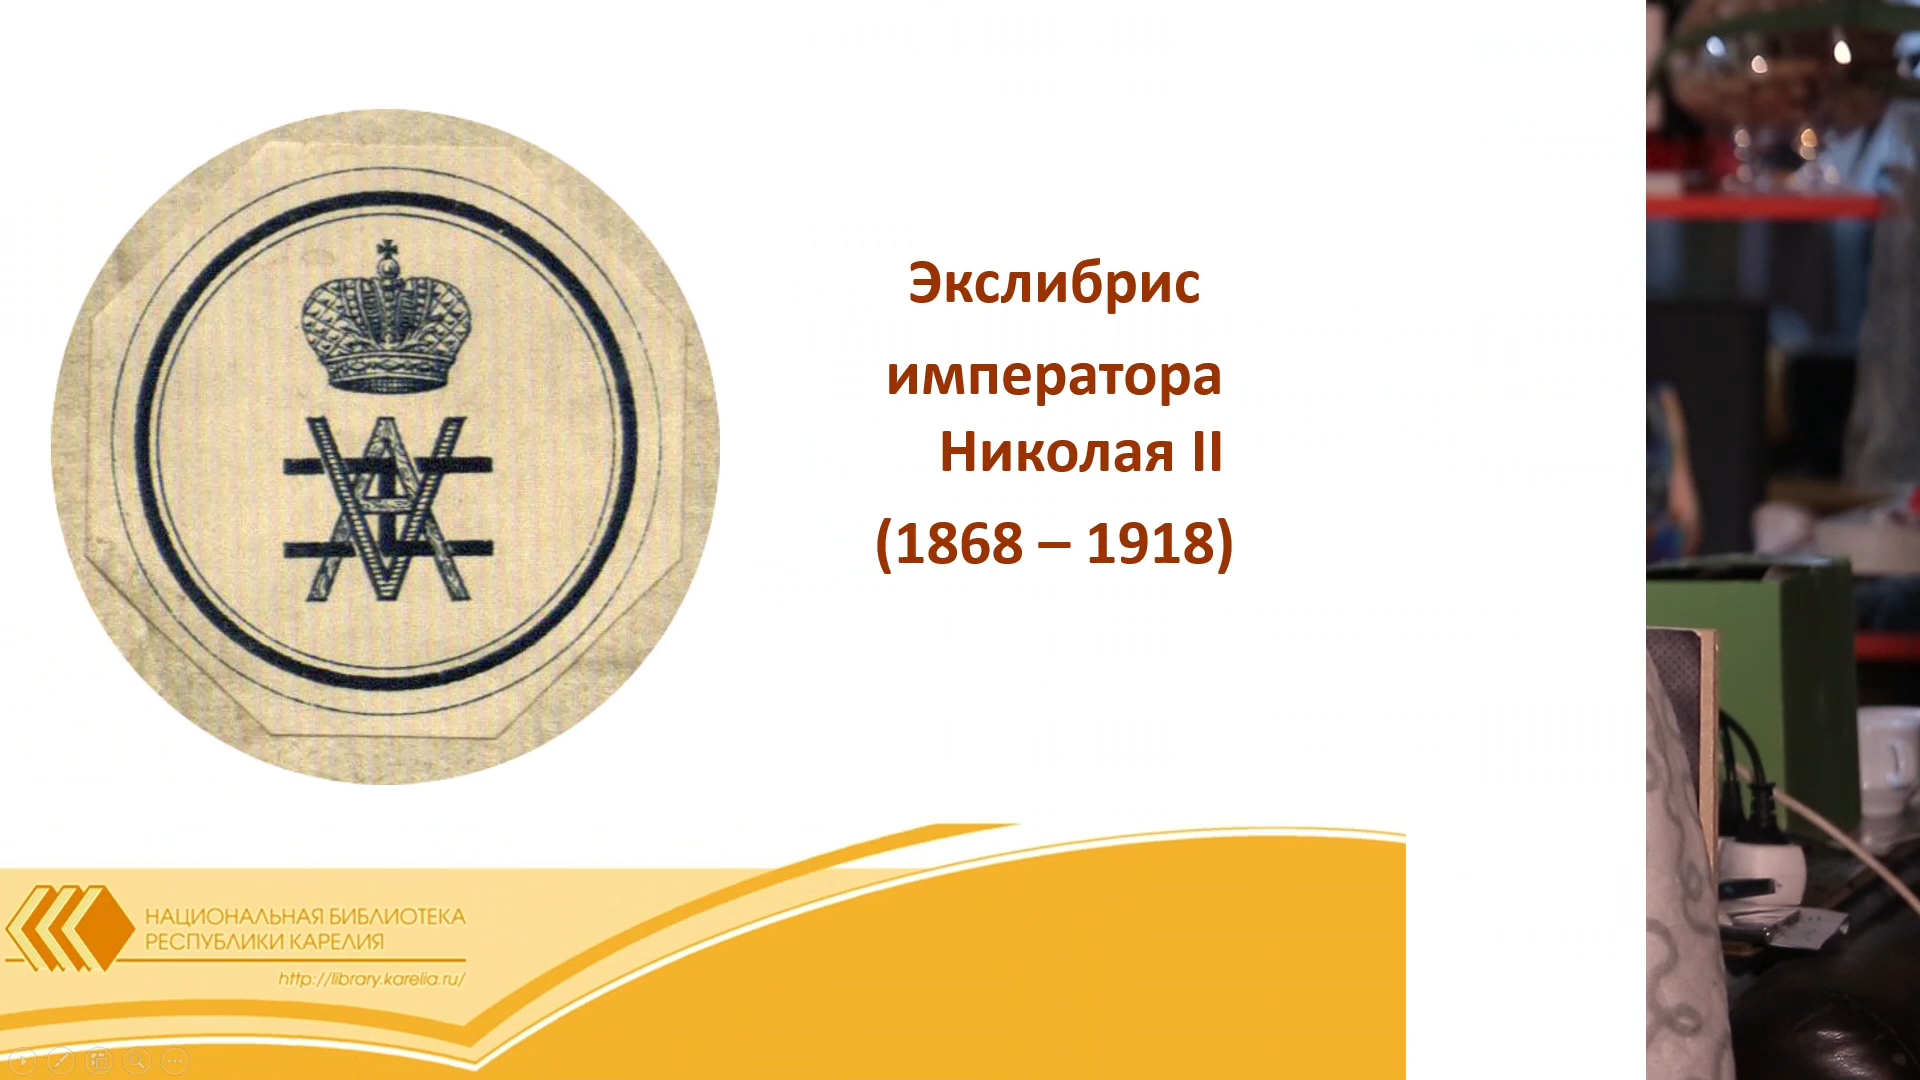 Экслибрис
императора
Николая II
(1868 – 1918)
НАЦИОНАЛЬНАЯ БИБЛИОТЕКА
РЕСПУБЛИКИ КАРЕЛИЯ
http://library.karelia.ru/